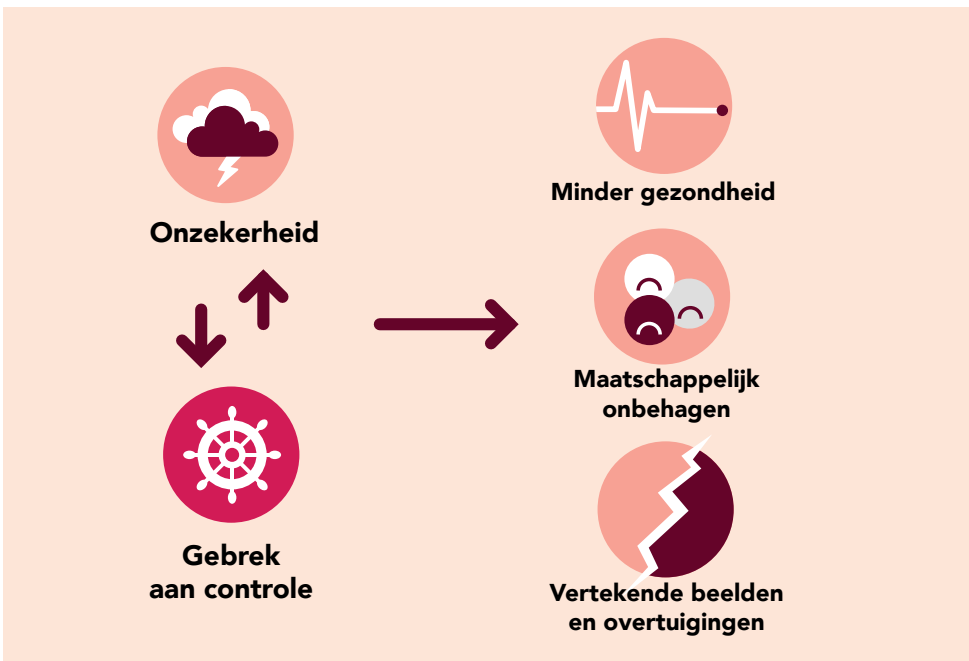 Onzekerheid
Gebrek
aan controle
Minder gezondheid
Maatschappelijk
onbehagen
Vertekende beelden
en overtuigingen